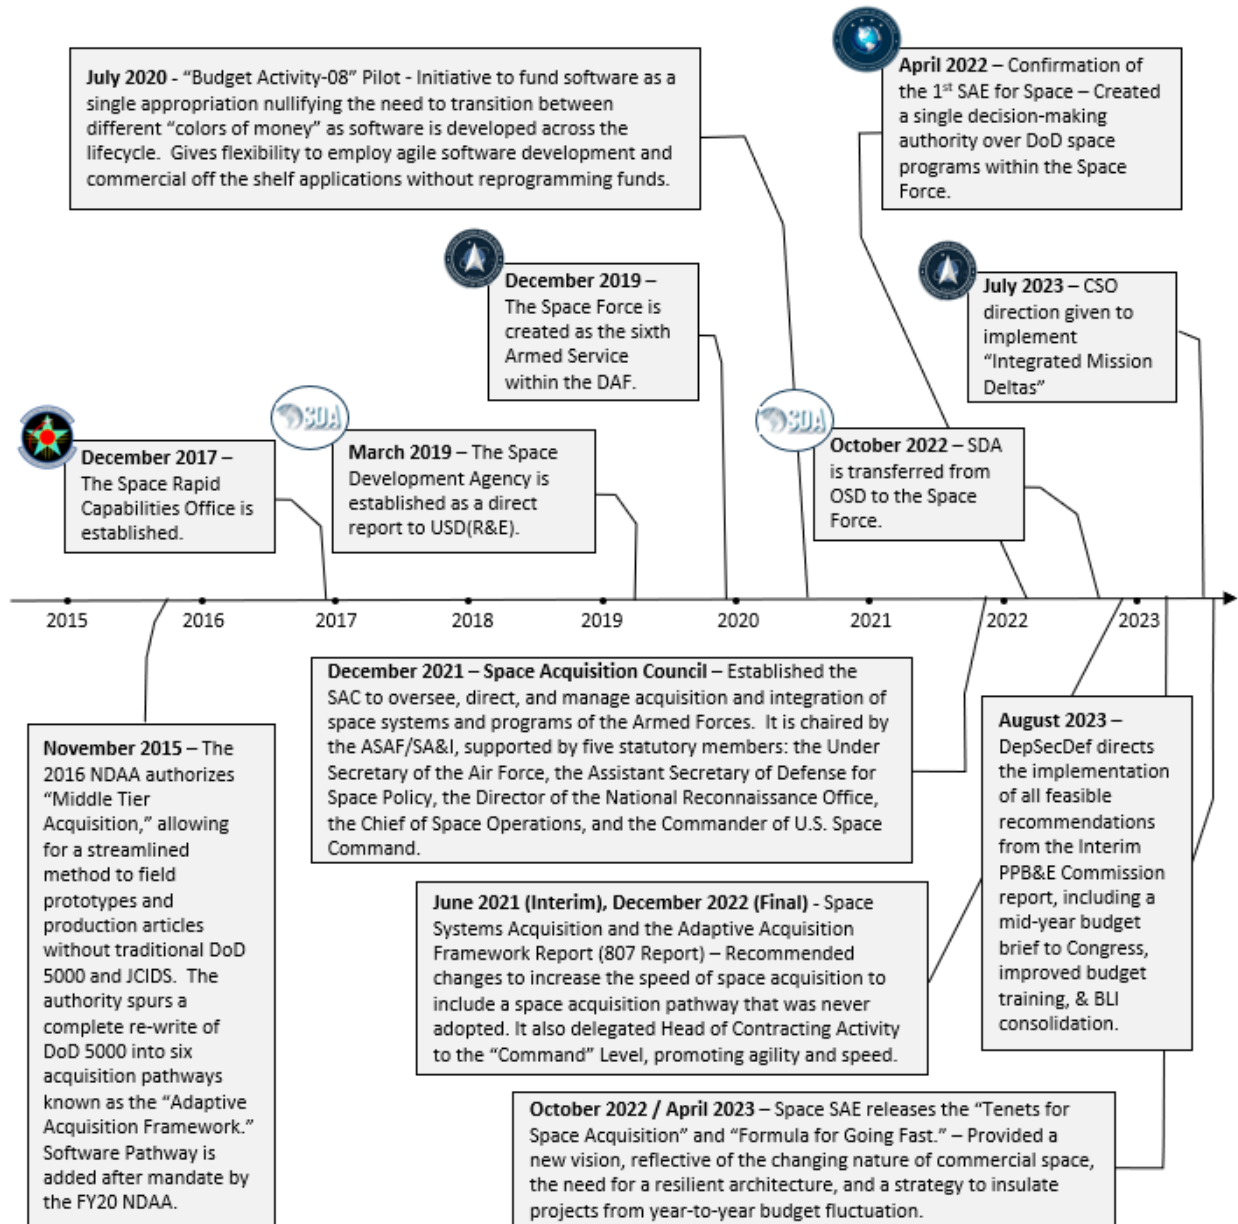 July 2020 - “Budget Activity-08” Pilot - Initiative to fund software as a
single appropriation nullifying the need to transition between
different “colors of money” as software is developed across the
lifecycle.  Gives flexibility to employ agile software development and
commercial off the shelf applications without reprogramming funds.
April 2022 – Confirmation of
the 1st SAE for Space – Created
a single decision-making
authority over DoD space
programs within the Space
Force.
December 2019 –
The Space Force is
created as the sixth
Armed Service
within the DAF.
July 2023 – CSO
direction given to
implement
“Integrated Mission
Deltas”
December 2017 –
The Space Rapid
Capabilities Office is
established.
SDA
March 2019 – The Space
Development Agency is
established as a direct
report to USD(R&E).
SDA
October 2022 – SDA
is transferred from
OSD to the Space
Force.
2015
2016
2017
2018
2019
2020
2021
2022
2023
November 2015 – The
2016 NDAA authorizes
“Middle Tier
Acquisition,” allowing
for a streamlined
method to field
prototypes and
production articles
without traditional DoD
5000 and JCIDS.  The
authority spurs a
complete re-write of
DoD 5000 into six
acquisition pathways
known as the “Adaptive
Acquisition Framework.”
Software Pathway is
added after mandate by
the FY20 NDAA.
December 2021 – Space Acquisition Council – Established the
SAC to oversee, direct, and manage acquisition and integration of
space systems and programs of the Armed Forces.  It is chaired by
the ASAF/SA&I, supported by five statutory members: the Under
Secretary of the Air Force, the Assistant Secretary of Defense for
Space Policy, the Director of the National Reconnaissance Office,
the Chief of Space Operations, and the Commander of U.S. Space
Command.
June 2021 (Interim), December 2022 (Final) - Space
Systems Acquisition and the Adaptive Acquisition
Framework Report (807 Report) – Recommended
changes to increase the speed of space acquisition to
include a space acquisition pathway that was never
adopted. It also delegated Head of Contracting Activity
to the “Command” Level, promoting agility and speed.
August 2023 –
DepSecDef directs
the implementation
of all feasible
recommendations
from the Interim
PPB&E Commission
report, including a
mid-year budget
brief to Congress,
improved budget
training, & BLI
consolidation.
October 2022 / April 2023 – Space SAE releases the “Tenets for
Space Acquisition” and “Formula for Going Fast.” – Provided a
new vision, reflective of the changing nature of commercial space,
the need for a resilient architecture, and a strategy to insulate
projects from year-to-year budget fluctuation.